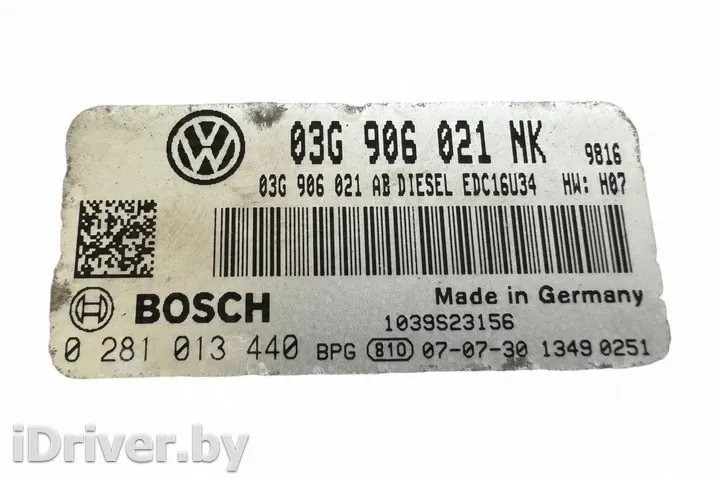 03G 906 021 NK 9816
03G 906 021 AB DIESEL EDC16U34 HW: H07
BOSCH
Made in Germany
1039S23156
0 281 013 440 BPG 810 07-07-30 1349 0251
iDriver.by